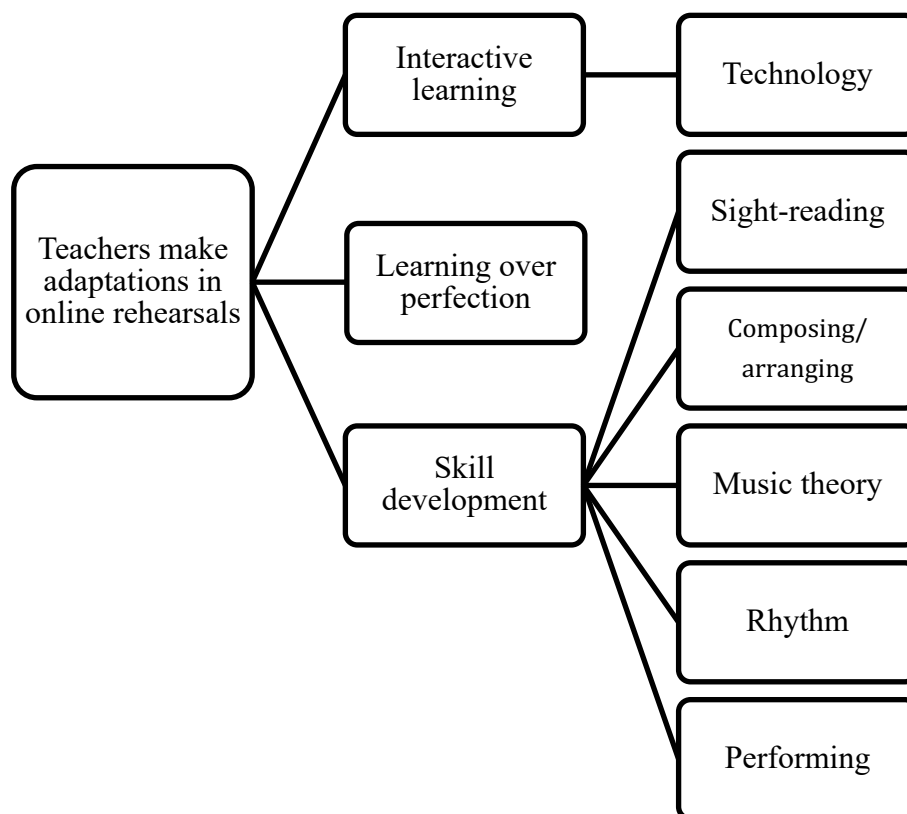 Teachers make
adaptations in
online rehearsals
Interactive
learning
Technology
Learning over
perfection
Skill
development
Sight-reading
Composing/
arranging
Music theory
Rhythm
Performing